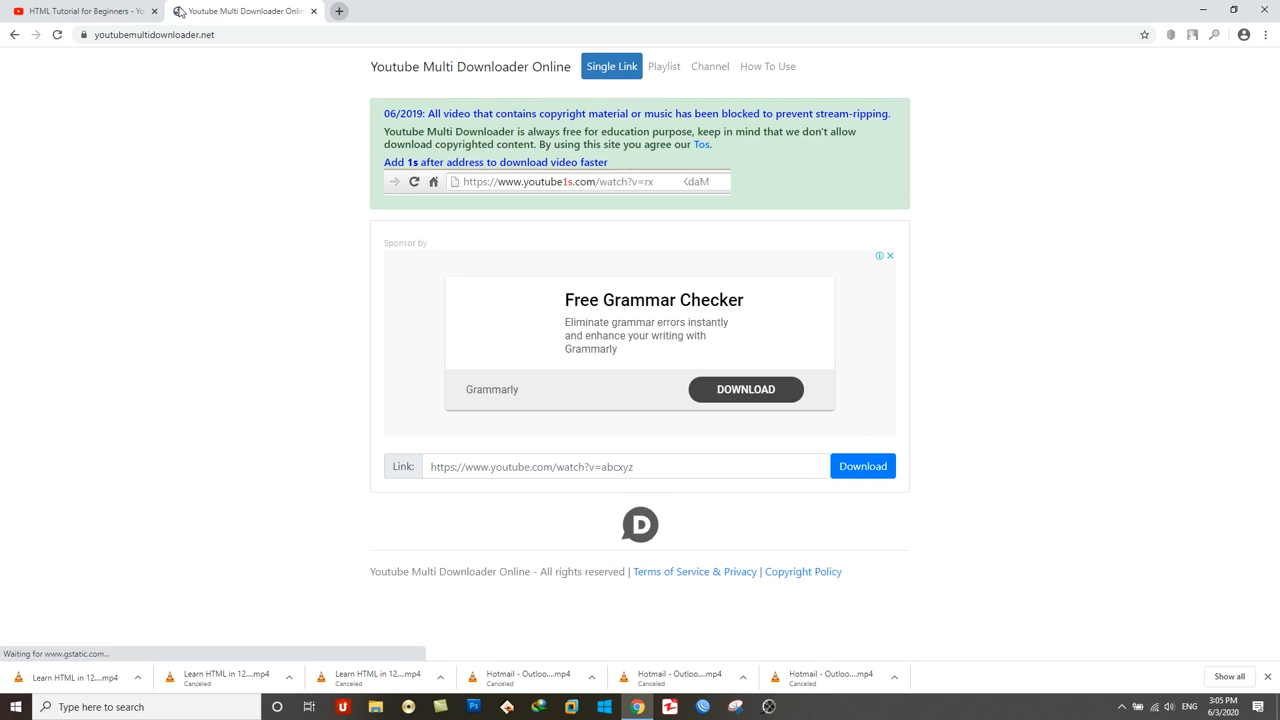 HTML Tutorial for Beginners - Yo
Youtube Multi Downloader Onlin
youtubemultidownloader.net
Youtube Multi Downloader Online
Single Link
Playlist
Channel
How To Use
06/2019: All video that contains copyright material or music has been blocked to prevent stream-ripping.
Youtube Multi Downloader is always free for education purpose, keep in mind that we don't allow
download copyrighted content. By using this site you agree our Tos.
Add 1s after address to download video faster
https://www.youtube1s.com/watch?v=rx KdaM
Sponsor by
Free Grammar Checker
Eliminate grammar errors instantly
and enhance your writing with
Grammarly
Grammarly
DOWNLOAD
Link:
https://www.youtube.com/watch?v=abcxyz
Download
D
Youtube Multi Downloader Online - All rights reserved | Terms of Service & Privacy | Copyright Policy
Waiting for www.gstatic.com...
Learn HTML in 12....mp4
Learn HTML in 12....mp4
Canceled
Learn HTML in 12....mp4
Canceled
Hotmail - Outloo....mp4
Canceled
Hotmail - Outloo....mp4
Canceled
Hotmail - Outloo....mp4
Canceled
Show all
Type here to search
3:05 PM
6/3/2020